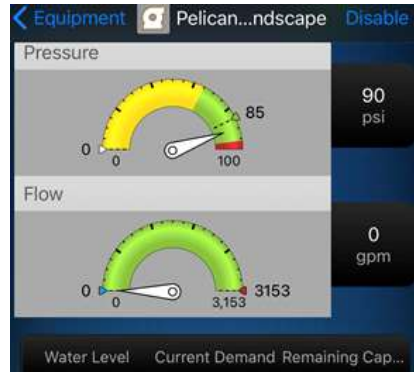 Equipment Pelican...ndscape Disable
Pressure
85
0
0
100
90
psi
Flow
0
3153
0
3,153
0
gpm
Water Level Current Demand Remaining Cap...